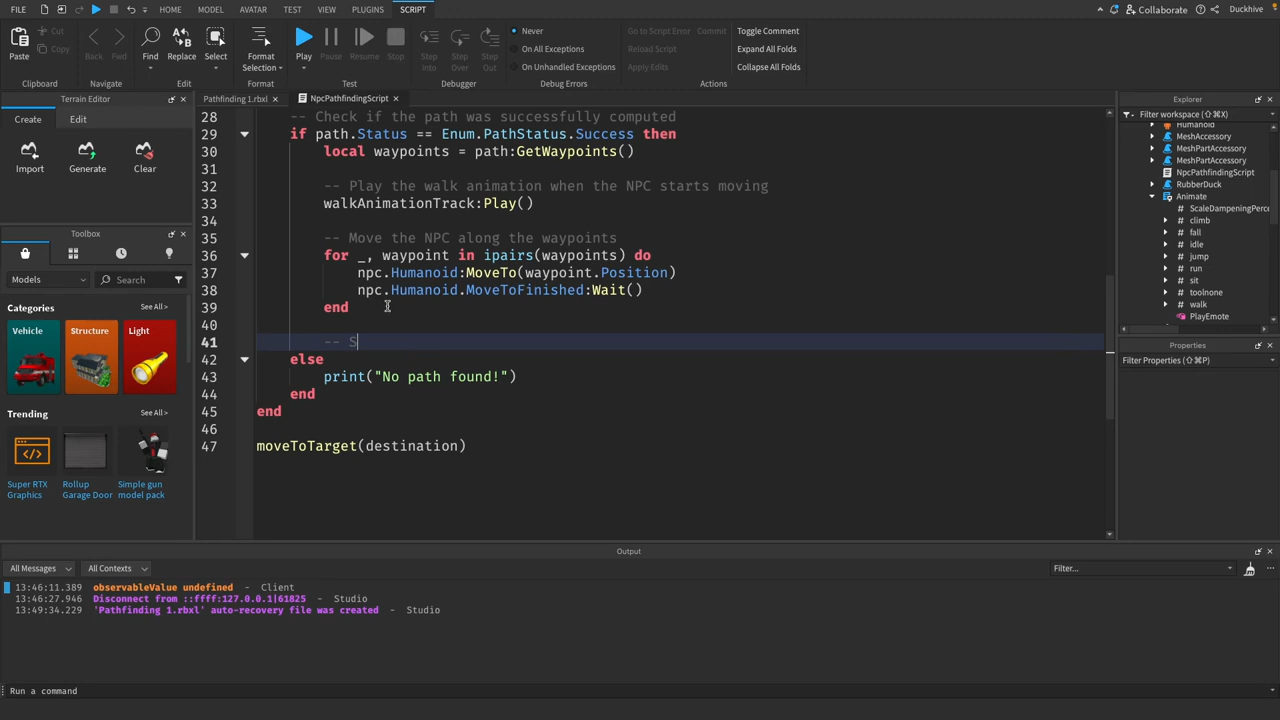 FILE
HOME
MODEL
AVATAR
TEST
VIEW
PLUGINS
SCRIPT
Collaborate
Duckhive
Paste
Cut
Copy
Clipboard
Back
Fwd
Navigate
Find
Replace
Select
Edit
Format
Selection
Format
Play
Pause
Resume
Stop
Test
Step
Into
Step
Over
Step
Out
Debugger
Never
On All Exceptions
On Unhandled Exceptions
Debug Errors
Go to Script Error
Commit
Reload Script
Apply Edits
Toggle Comment
Expand All Folds
Collapse All Folds
Actions
Terrain Editor
Create
Edit
Import
Generate
Clear
Toolbox
Models
Search
Categories
See All >
Vehicle
Structure
Light
Trending
See All >
Super RTX
Graphics
Rollup
Garage Door
Simple gun
model pack
Pathfinding 1.rbxl
NpcPathfindingScript
28 -- Check if the path was successfully computed
29 if path.Status == Enum.PathStatus.Success then
30 local waypoints = path:GetWaypoints()
31
32 -- Play the walk animation when the NPC starts moving
33 walkAnimationTrack:Play()
34
35 -- Move the NPC along the waypoints
36 for _, waypoint in ipairs(waypoints) do
37 npc.Humanoid:MoveTo(waypoint.Position)
38 npc.Humanoid.MoveToFinished:Wait()
39 end
40
41 -- S
42 else
43 print("No path found!")
44 end
45 end
46
47 moveToTarget(destination)
Explorer
Filter workspace (⇧⌘X)
Humanoid
MeshAccessory
MeshPartAccessory
MeshPartAccessory
NpcPathfindingScript
RubberDuck
Animate
ScaleDampeningPerce
climb
fall
idle
jump
run
sit
toolnone
walk
PlayEmote
Properties
Filter Properties (⇧⌘P)
Output
All Messages
All Contexts
Filter...
13:46:11.389 observableValue undefined - Client
13:46:27.946 Disconnect from ::ffff:127.0.0.1|61825 - Studio
13:49:34.229 'Pathfinding 1.rbxl' auto-recovery file was created - Studio
Run a command